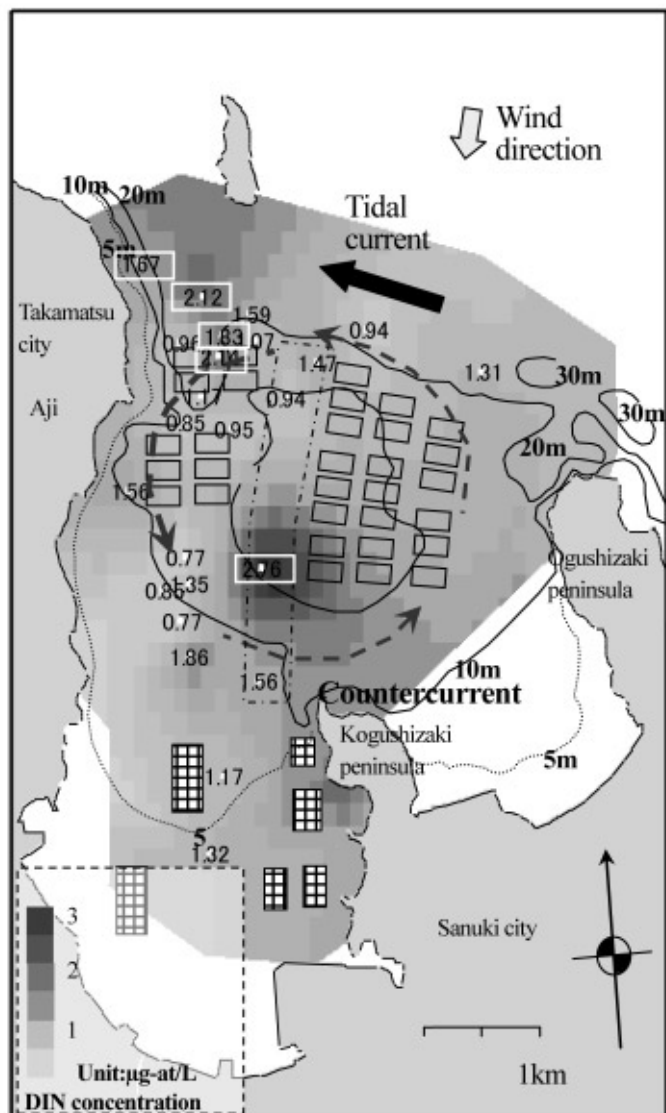 Wind
direction
10m
20m
5m
Tidal
current
1.67
2.12
Takamatsu
city
1.59
1.83
0.96
07
0.94
2.14
1.47
1.31
30m
30m
Aji
0.94
0.85
0.95
20m
1.56
0.77
2.76
Ogushizaki
peninsula
0.85
1.35
0.77
1.86
10m
1.56
Countercurrent
Kogushizaki
peninsula
5m
1.17
5
1.32
3
Sanuki city
2
1
Unit:μg-at/L
1km
DIN concentration